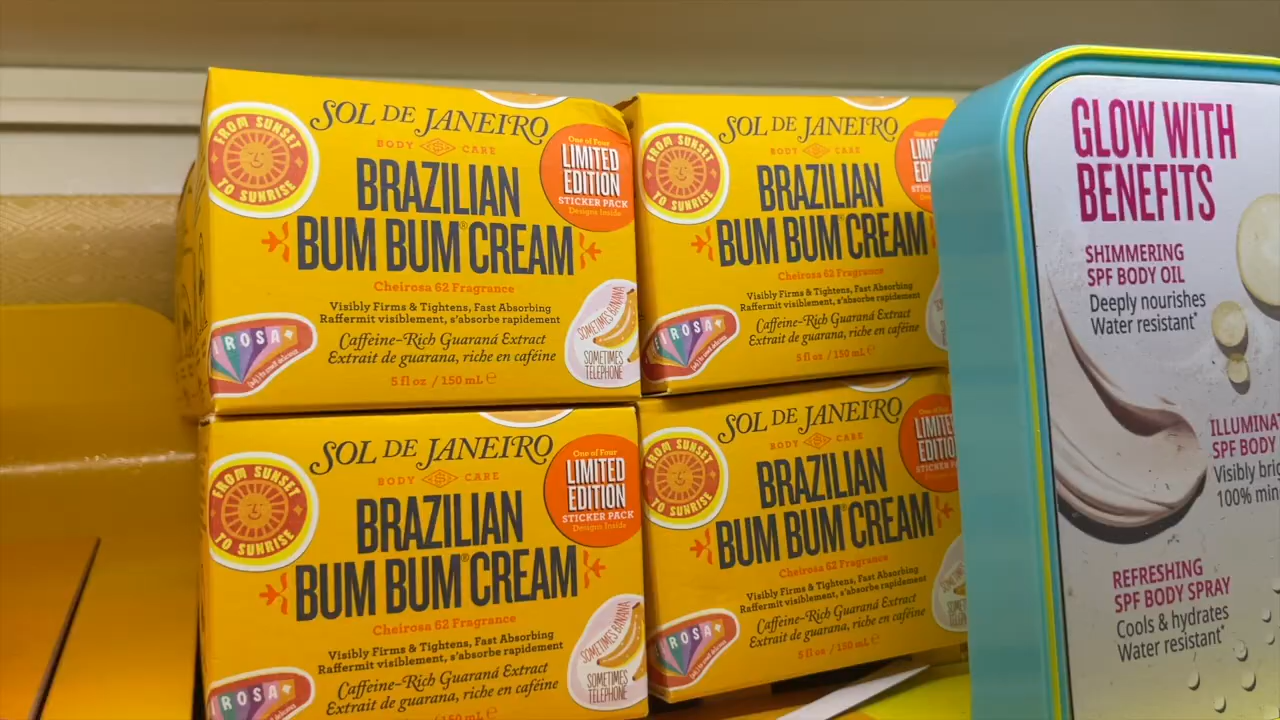 SOL DE JANEIRO
BODY CARE
BRAZILIAN
BUM BUM® CREAM
Cheirosa 62 Fragrance
Visibly Firms & Tightens, Fast Absorbing
Raffermit visiblement, s'absorbe rapidement
Caffeine-Rich Guaraná Extract
Extrait de guarana, riche en caféine
5 fl oz / 150 mL ℮
FROM SUNSET
TO SUNRISE
One of Four
LIMITED
EDITION
STICKER PACK
Designs Inside
SOMETIMES BANANA
SOMETIMES
TELEPHONE
IROSA
SOL DE JANEIRO
BODY CARE
BRAZILIAN
BUM BUM® CREAM
Cheirosa 62 Fragrance
Visibly Firms & Tightens, Fast Absorbing
Raffermit visiblement, s'absorbe rapidement
Caffeine-Rich Guaraná Extract
Extrait de guarana, riche en caféine
5 fl oz / 150 mL ℮
FROM SUNSET
TO SUNRISE
IROSA
SOL DE JANEIRO
BODY CARE
BRAZILIAN
BUM BUM® CREAM
Cheirosa 62 Fragrance
Visibly Firms & Tightens, Fast Absorbing
Raffermit visiblement, s'absorbe rapidement
Caffeine-Rich Guaraná Extract
Extrait de guarana, riche en caféine
150 mL ℮
FROM SUNSET
TO SUNRISE
One of Four
LIMITED
EDITION
STICKER PACK
Designs Inside
SOMETIMES BANANA
SOMETIMES
TELEPHONE
ROSA
SOL DE JANEIRO
BODY CARE
BRAZILIAN
BUM BUM® CREAM
Cheirosa 62 Fragrance
Visibly Firms & Tightens, Fast Absorbing
Raffermit visiblement, s'absorbe rapidement
Caffeine-Rich Guaraná Extract
Extrait de guarana, riche en caféine
5 fl oz / 150 mL ℮
FROM SUNSET
TO SUNRISE
IROSA
GLOW WITH
BENEFITS
SHIMMERING
SPF BODY OIL
Deeply nourishes
Water resistant*
ILLUMINAT
SPF BODY
Visibly bri
100% min
REFRESHING
SPF BODY SPRAY
Cools & hydrates
Water resistant*